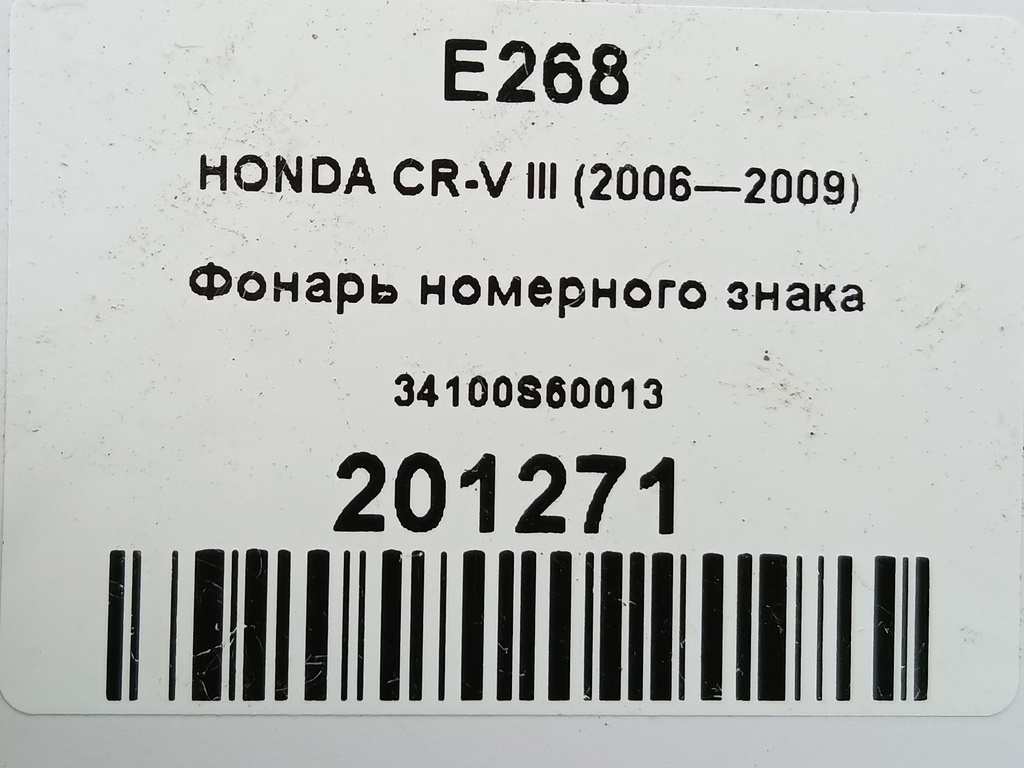 E268
HONDA CR-V III (2006—2009)
Фонарь номерного знака
34100S60013
201271